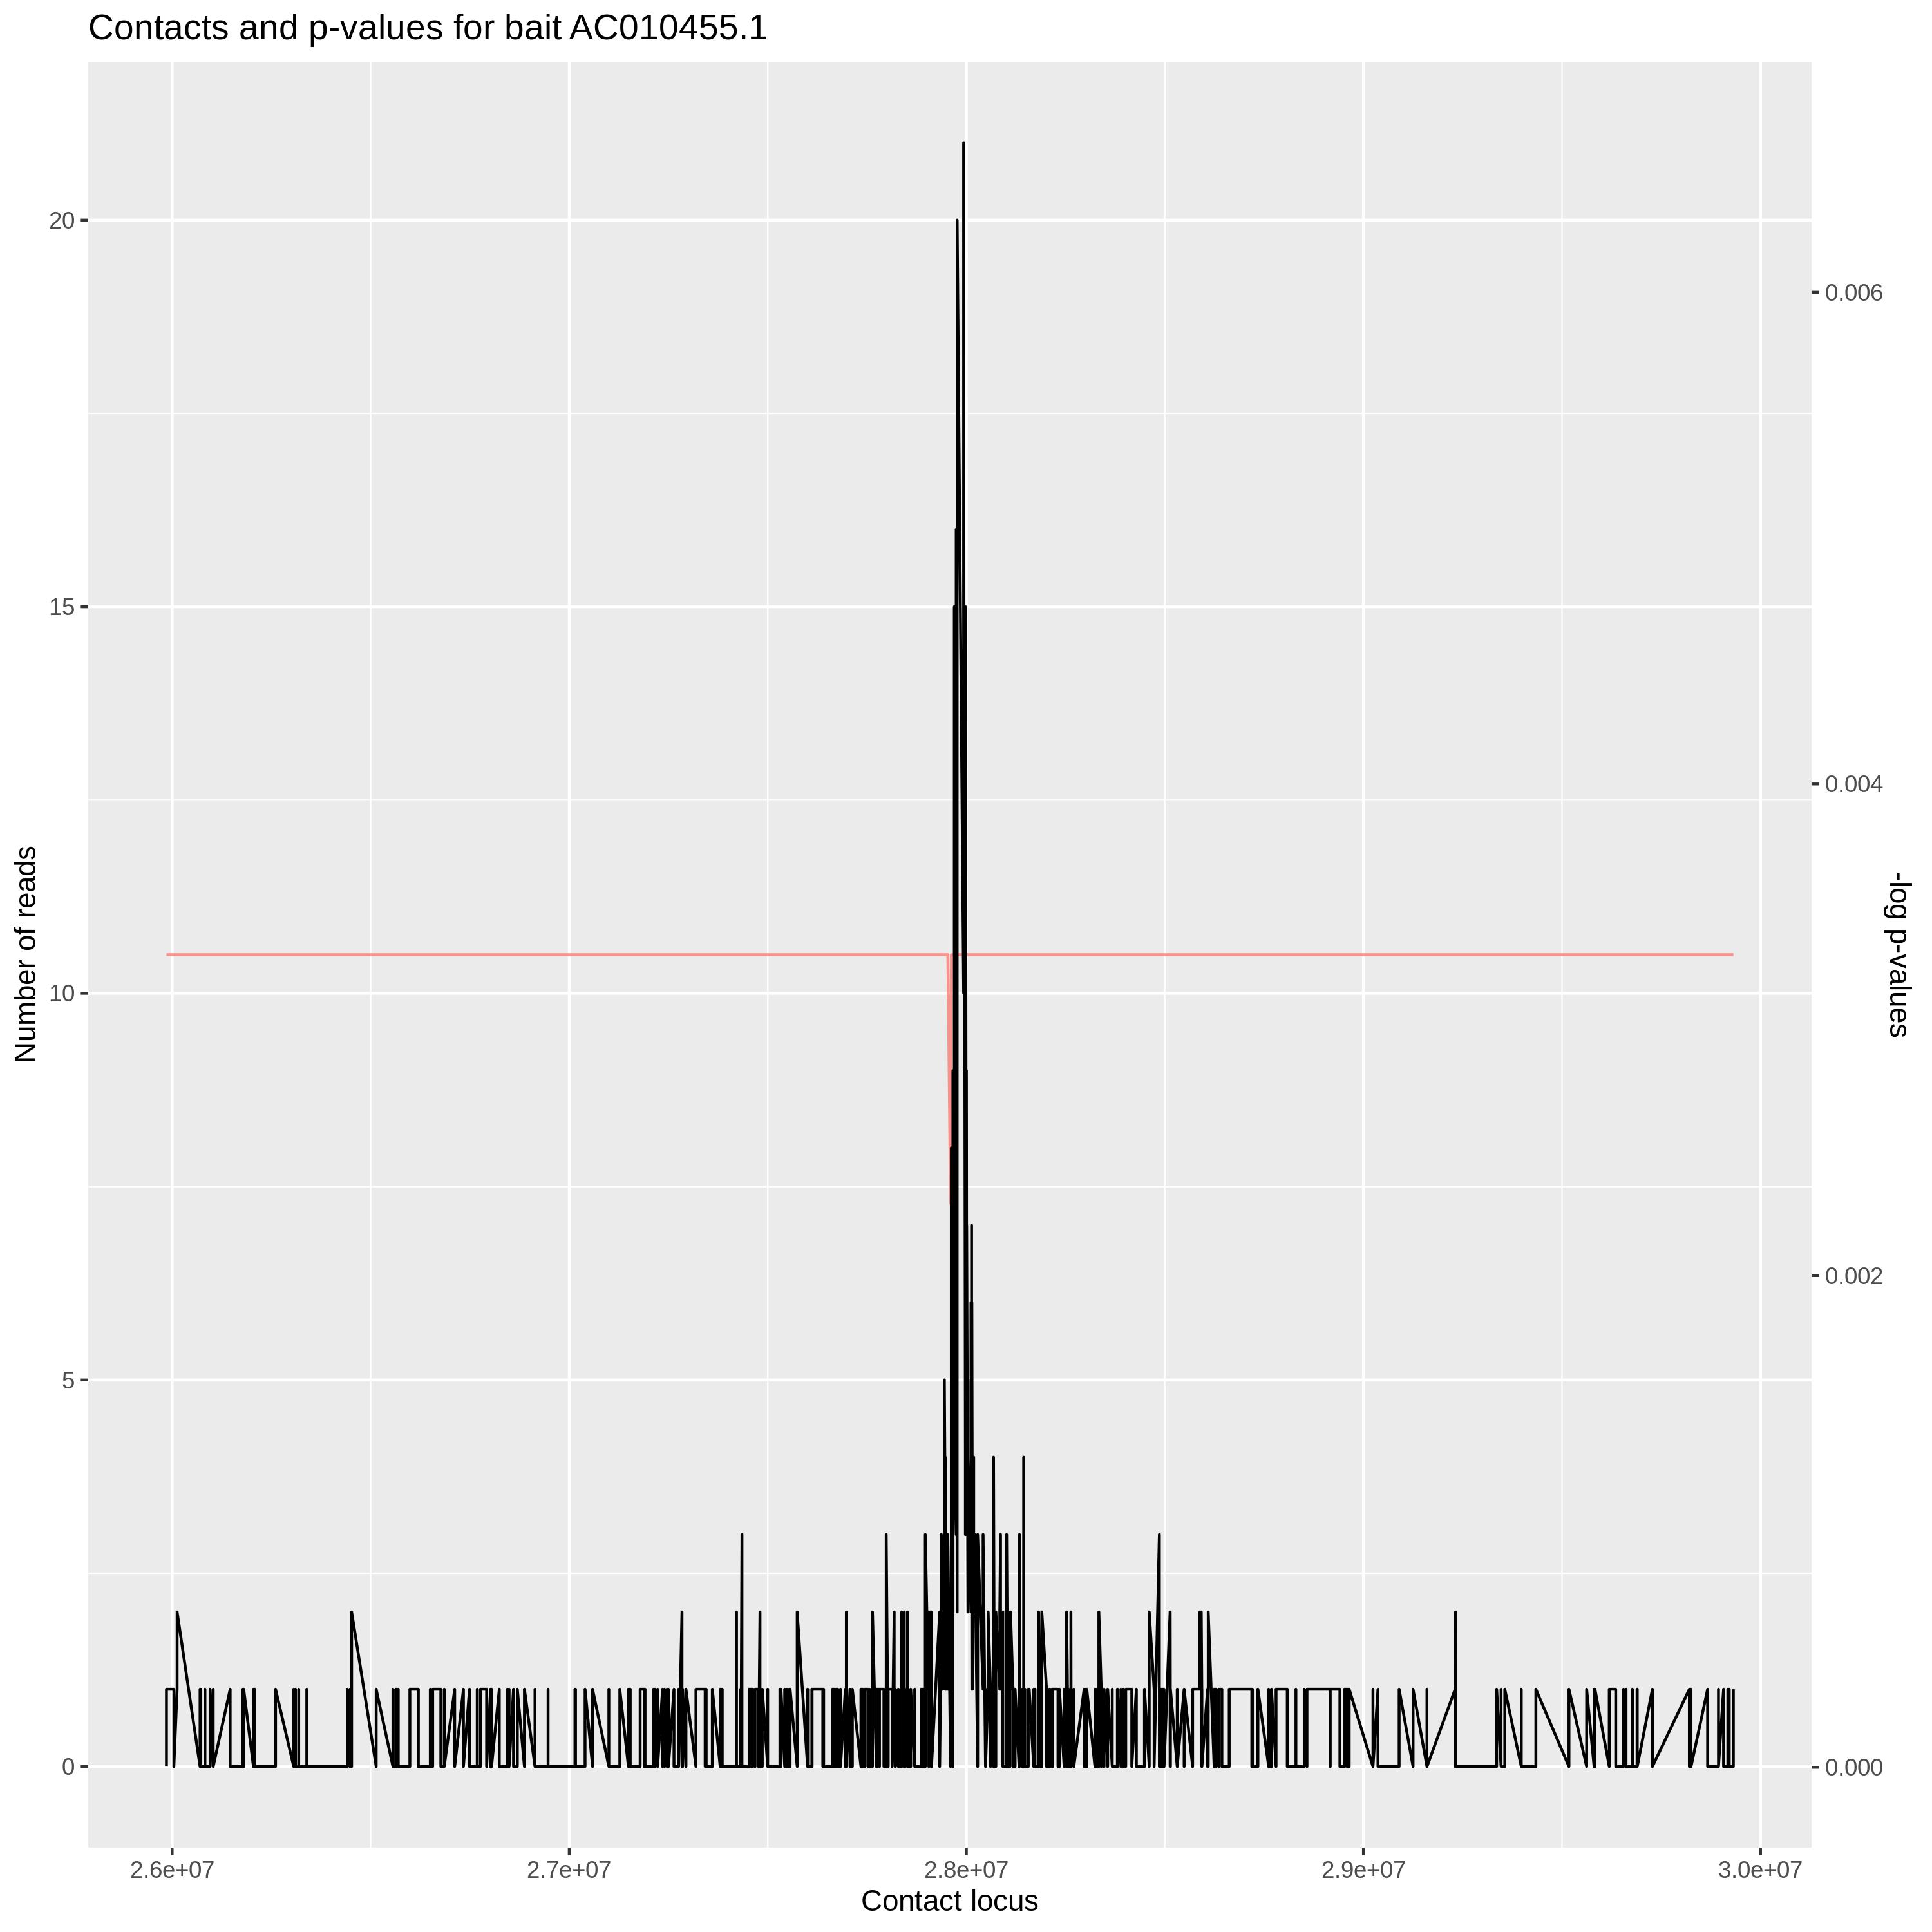 Contacts and p-values for bait AC010455.1
20
15
10
5
0
Number of reads
0.006
0.004
0.002
0.000
-log p-values
2.6e+07 2.7e+07 2.8e+07 2.9e+07 3.0e+07
Contact locus